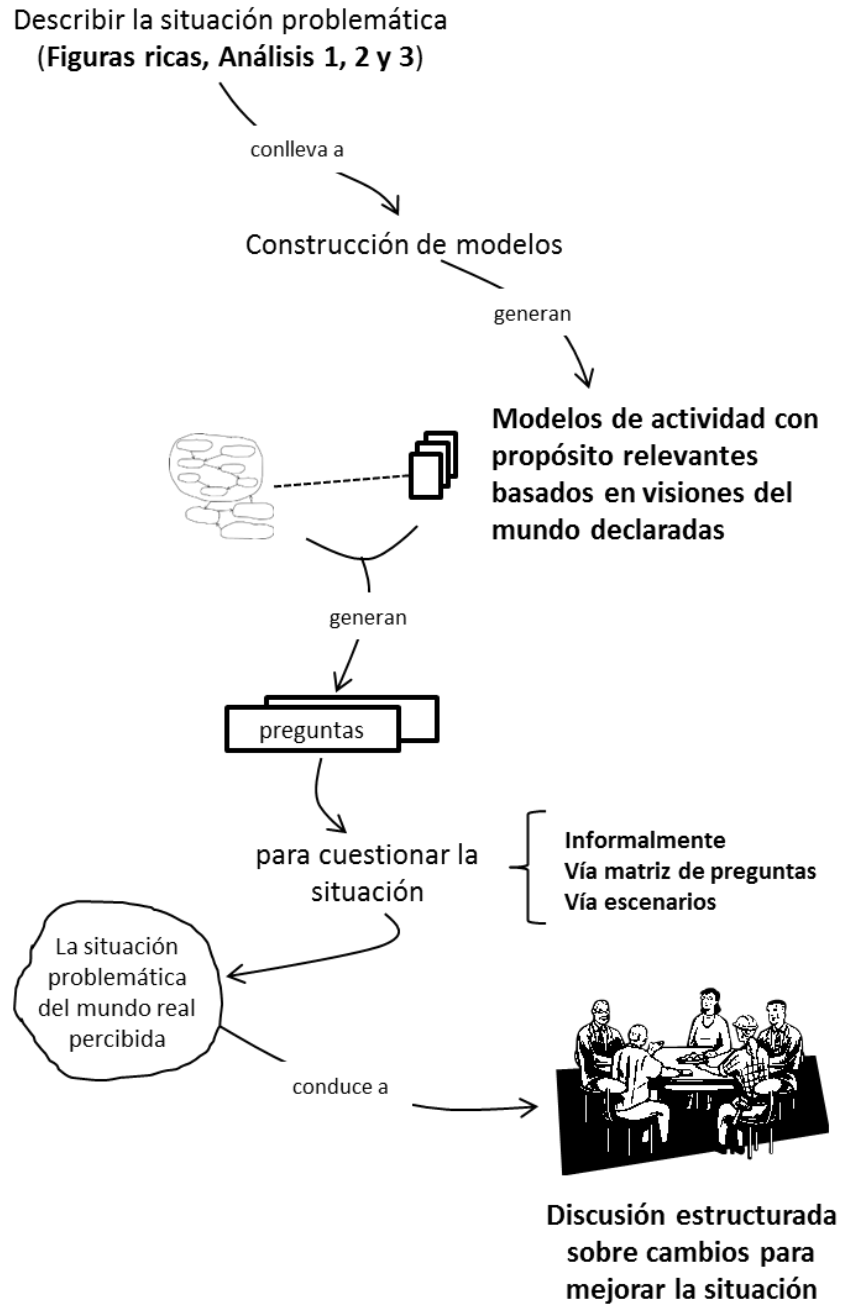 Describir la situación problemática
(Figuras ricas, Análisis 1, 2 y 3)
conlleva a
Construcción de modelos
generan
Modelos de actividad con
propósito relevantes
basados en visiones del
mundo declaradas
generan
preguntas
para cuestionar la
situación
Informalmente
Vía matriz de preguntas
Vía escenarios
La situación
problemática
del mundo real
percibida
conduce a
Discusión estructurada
sobre cambios para
mejorar la situación